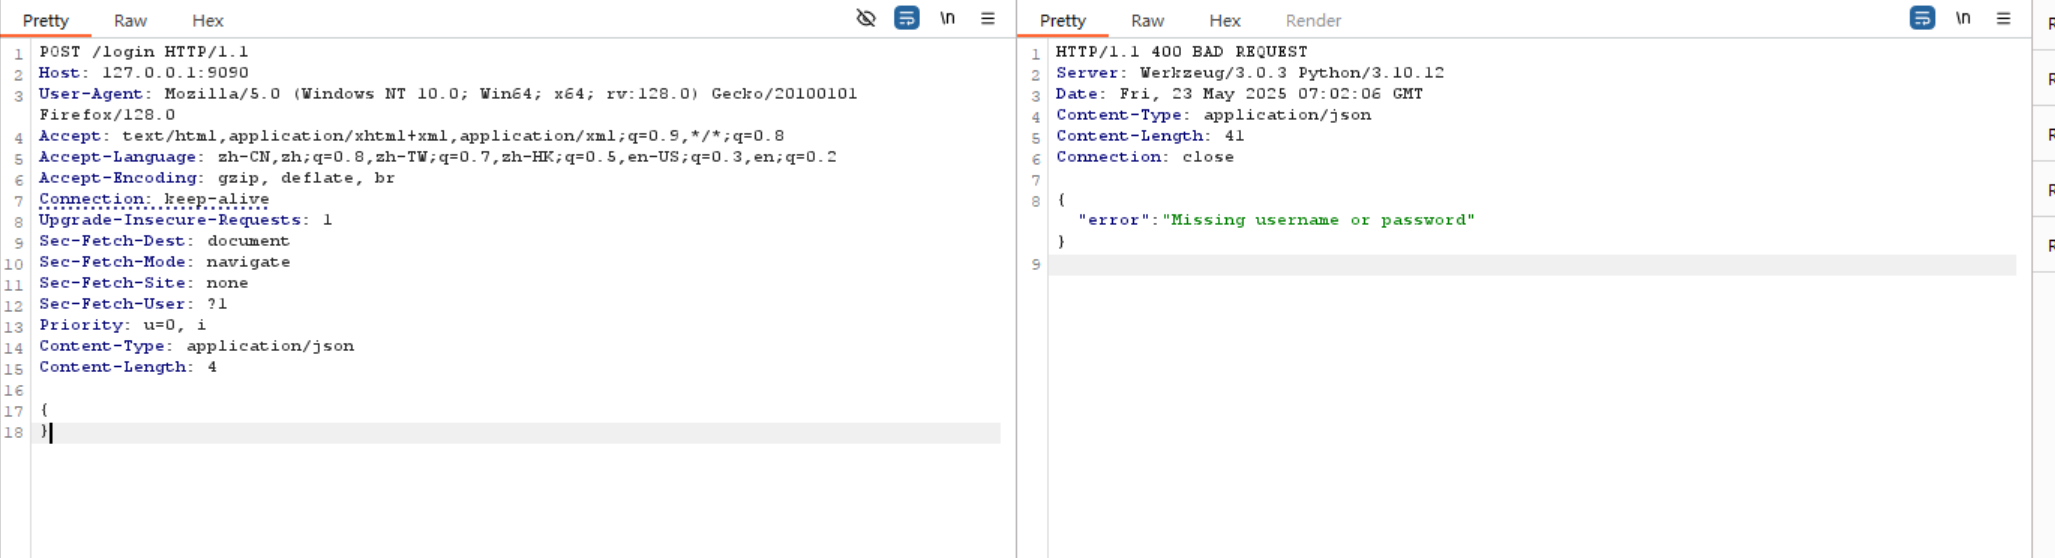 Pretty Raw Hex \n
1 POST /login HTTP/1.1
2 Host: 127.0.0.1:9090
3 User-Agent: Mozilla/5.0 (Windows NT 10.0; Win64; x64; rv:128.0) Gecko/20100101
Firefox/128.0
4 Accept: text/html,application/xhtml+xml,application/xml;q=0.9,*/*;q=0.8
5 Accept-Language: zh-CN,zh;q=0.8,zh-TW;q=0.7,zh-HK;q=0.5,en-US;q=0.3,en;q=0.2
6 Accept-Encoding: gzip, deflate, br
7 Connection: keep-alive
8 Upgrade-Insecure-Requests: 1
9 Sec-Fetch-Dest: document
10 Sec-Fetch-Mode: navigate
11 Sec-Fetch-Site: none
12 Sec-Fetch-User: ?1
13 Priority: u=0, i
14 Content-Type: application/json
15 Content-Length: 4
16
17 {
18 }
Pretty Raw Hex Render \n
1 HTTP/1.1 400 BAD REQUEST
2 Server: Werkzeug/3.0.3 Python/3.10.12
3 Date: Fri, 23 May 2025 07:02:06 GMT
4 Content-Type: application/json
5 Content-Length: 41
6 Connection: close
7
8 {
"error":"Missing username or password"
}
9